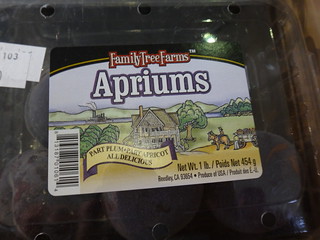 103
FamilyTreeFarms™
Apriums
PART PLUM•PART APRICOT
ALL DELICIOUS
Net Wt. 1 lb. / Poids Net 454 g
Reedley, CA 93654 • Produce of USA / Produit des É.-U.